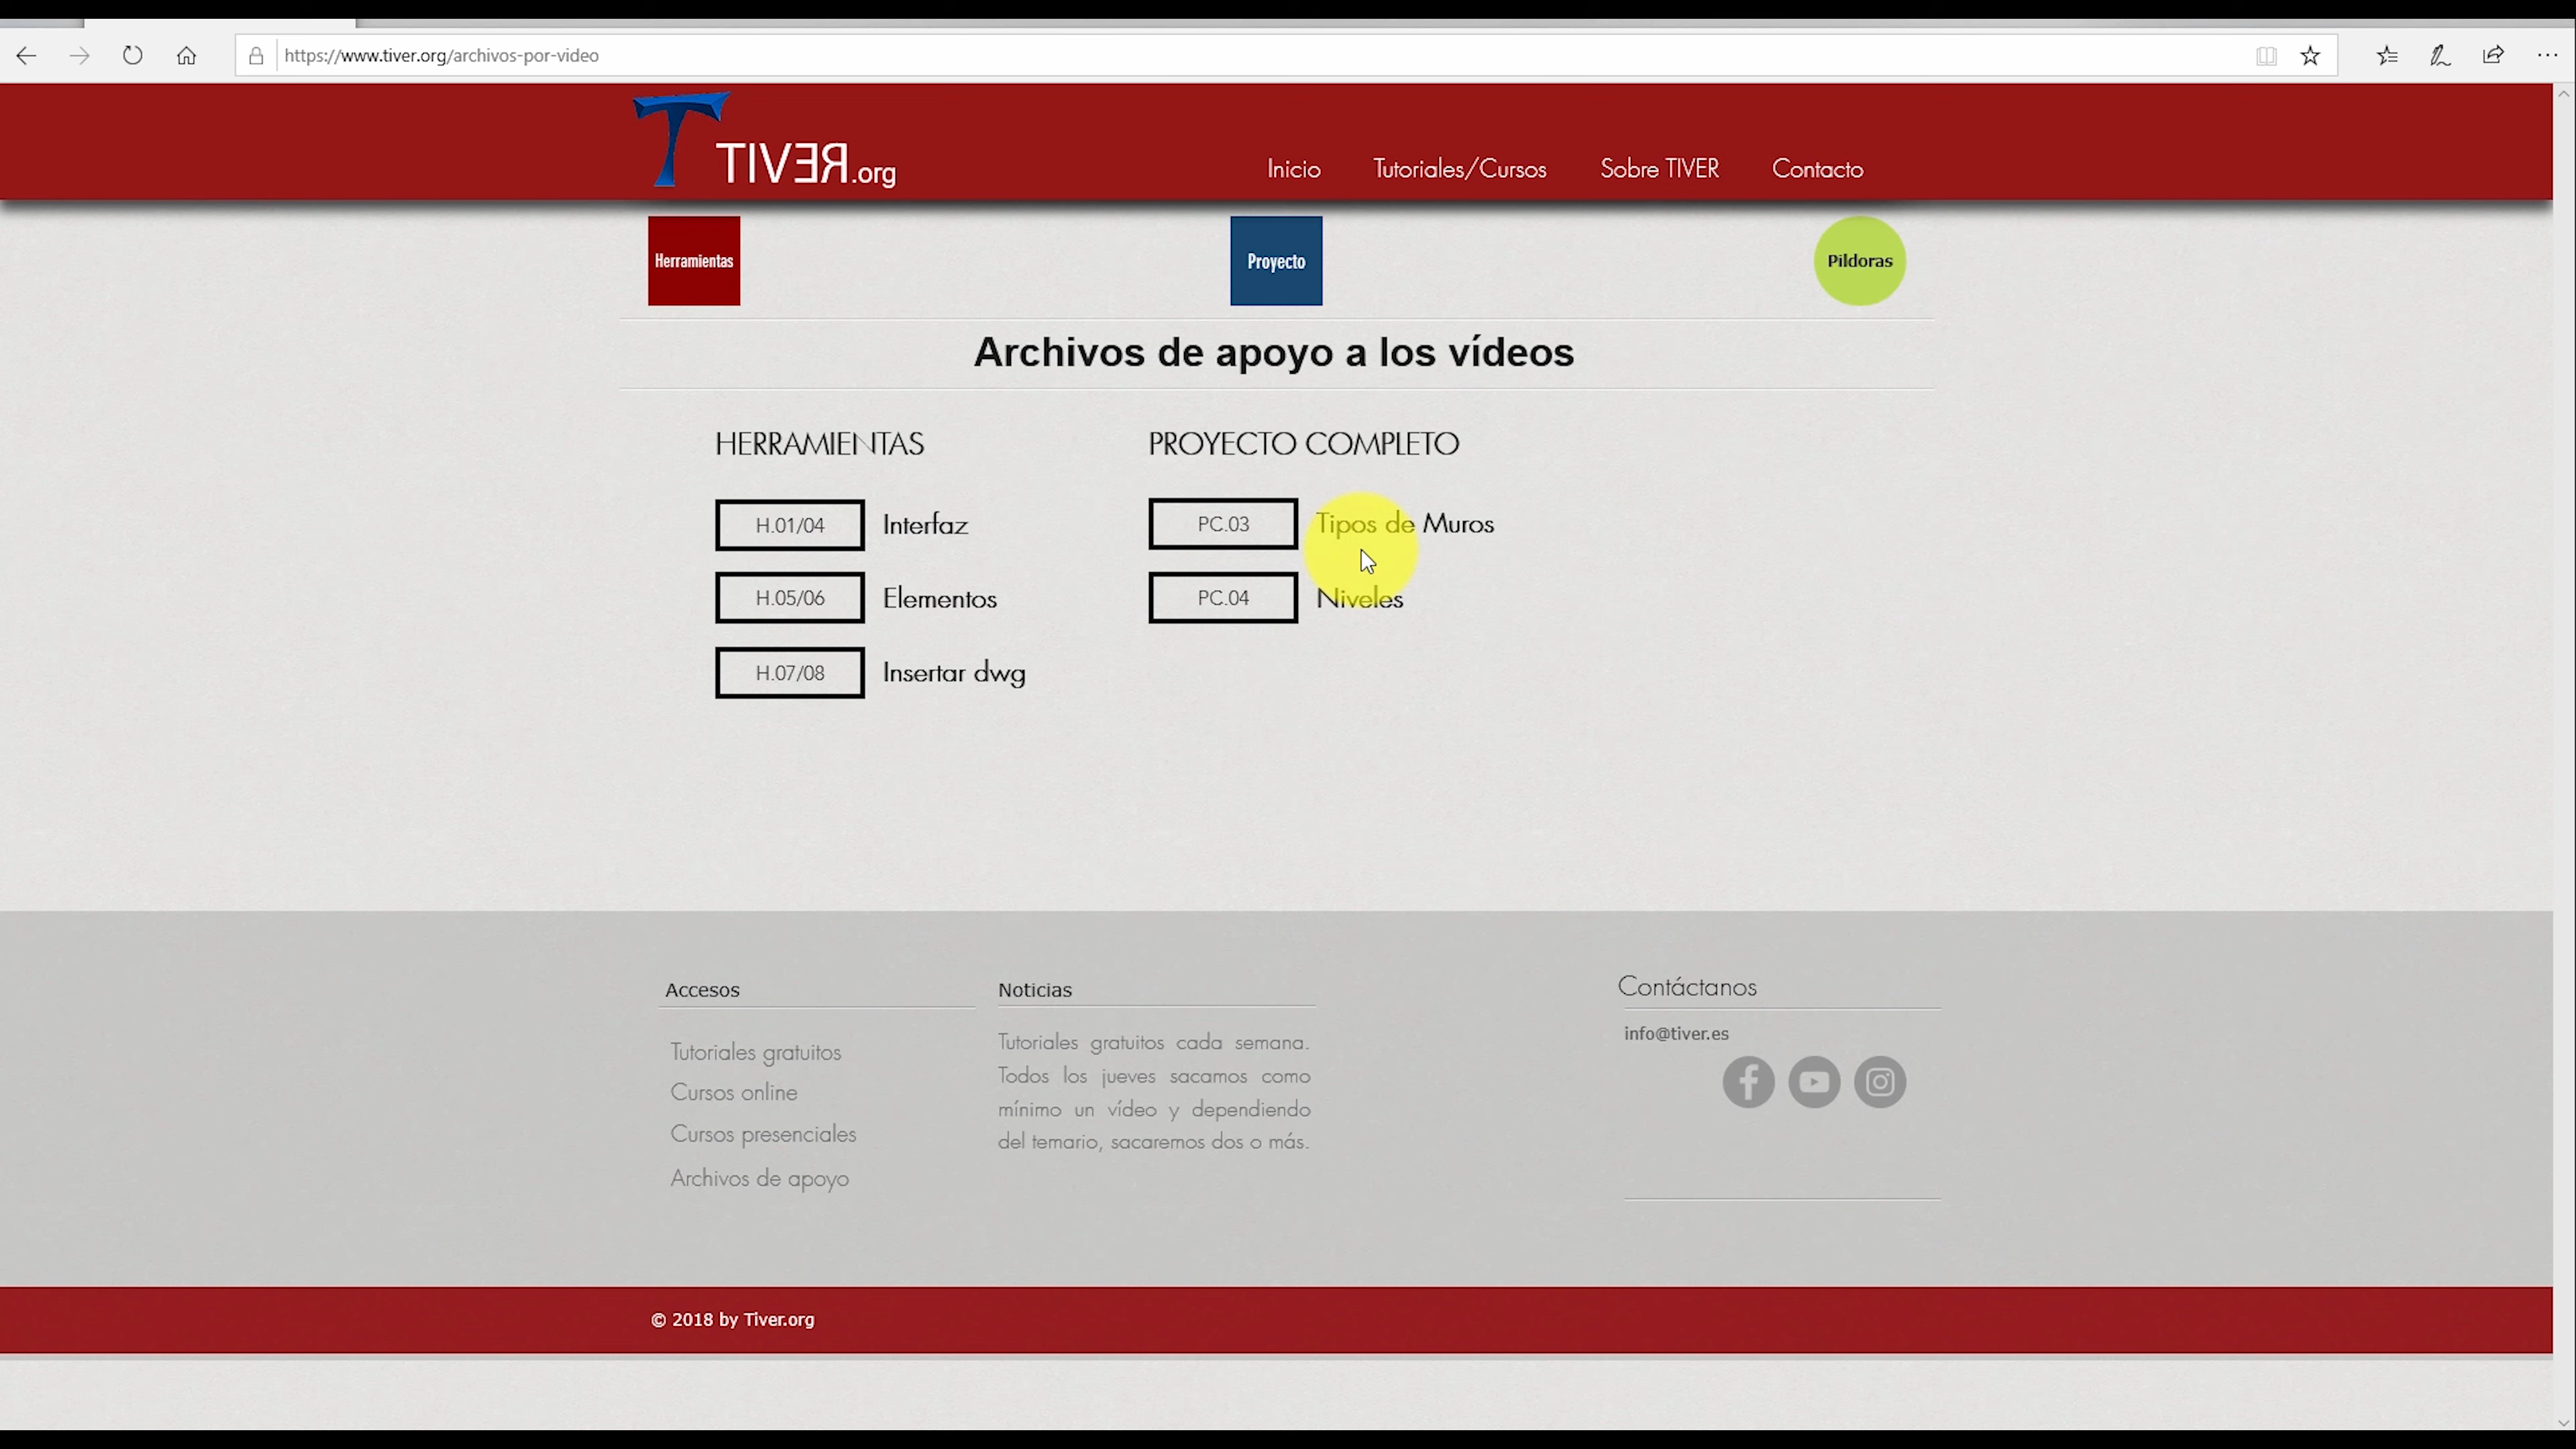 https://www.tiver.org/archivos-por-video
T TIVER.org
Inicio Tutoriales/Cursos Sobre TIVER Contacto
Herramientas Proyecto Pildoras
Archivos de apoyo a los vídeos
HERRAMIENTAS
H.01/04 Interfaz
H.05/06 Elementos
H.07/08 Insertar dwg
PROYECTO COMPLETO
PC.03 Tipos de Muros
PC.04 Niveles
Accesos
Tutoriales gratuitos
Cursos online
Cursos presenciales
Archivos de apoyo
Noticias
Tutoriales gratuitos cada semana.
Todos los jueves sacamos como
mínimo un vídeo y dependiendo
del temario, sacaremos dos o más.
Contáctanos
info@tiver.es
© 2018 by Tiver.org